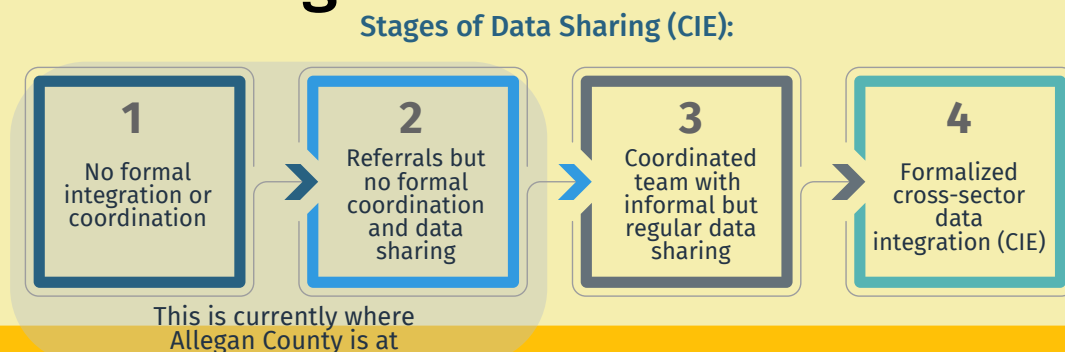 Stages of Data Sharing (CIE):
1
No formal
integration or
coordination
2
Referrals but
no formal
coordination
and data
sharing
3
Coordinated
team with
informal but
regular data
sharing
4
Formalized
cross-sector
data
integration (CIE)
This is currently where
Allegan County is at